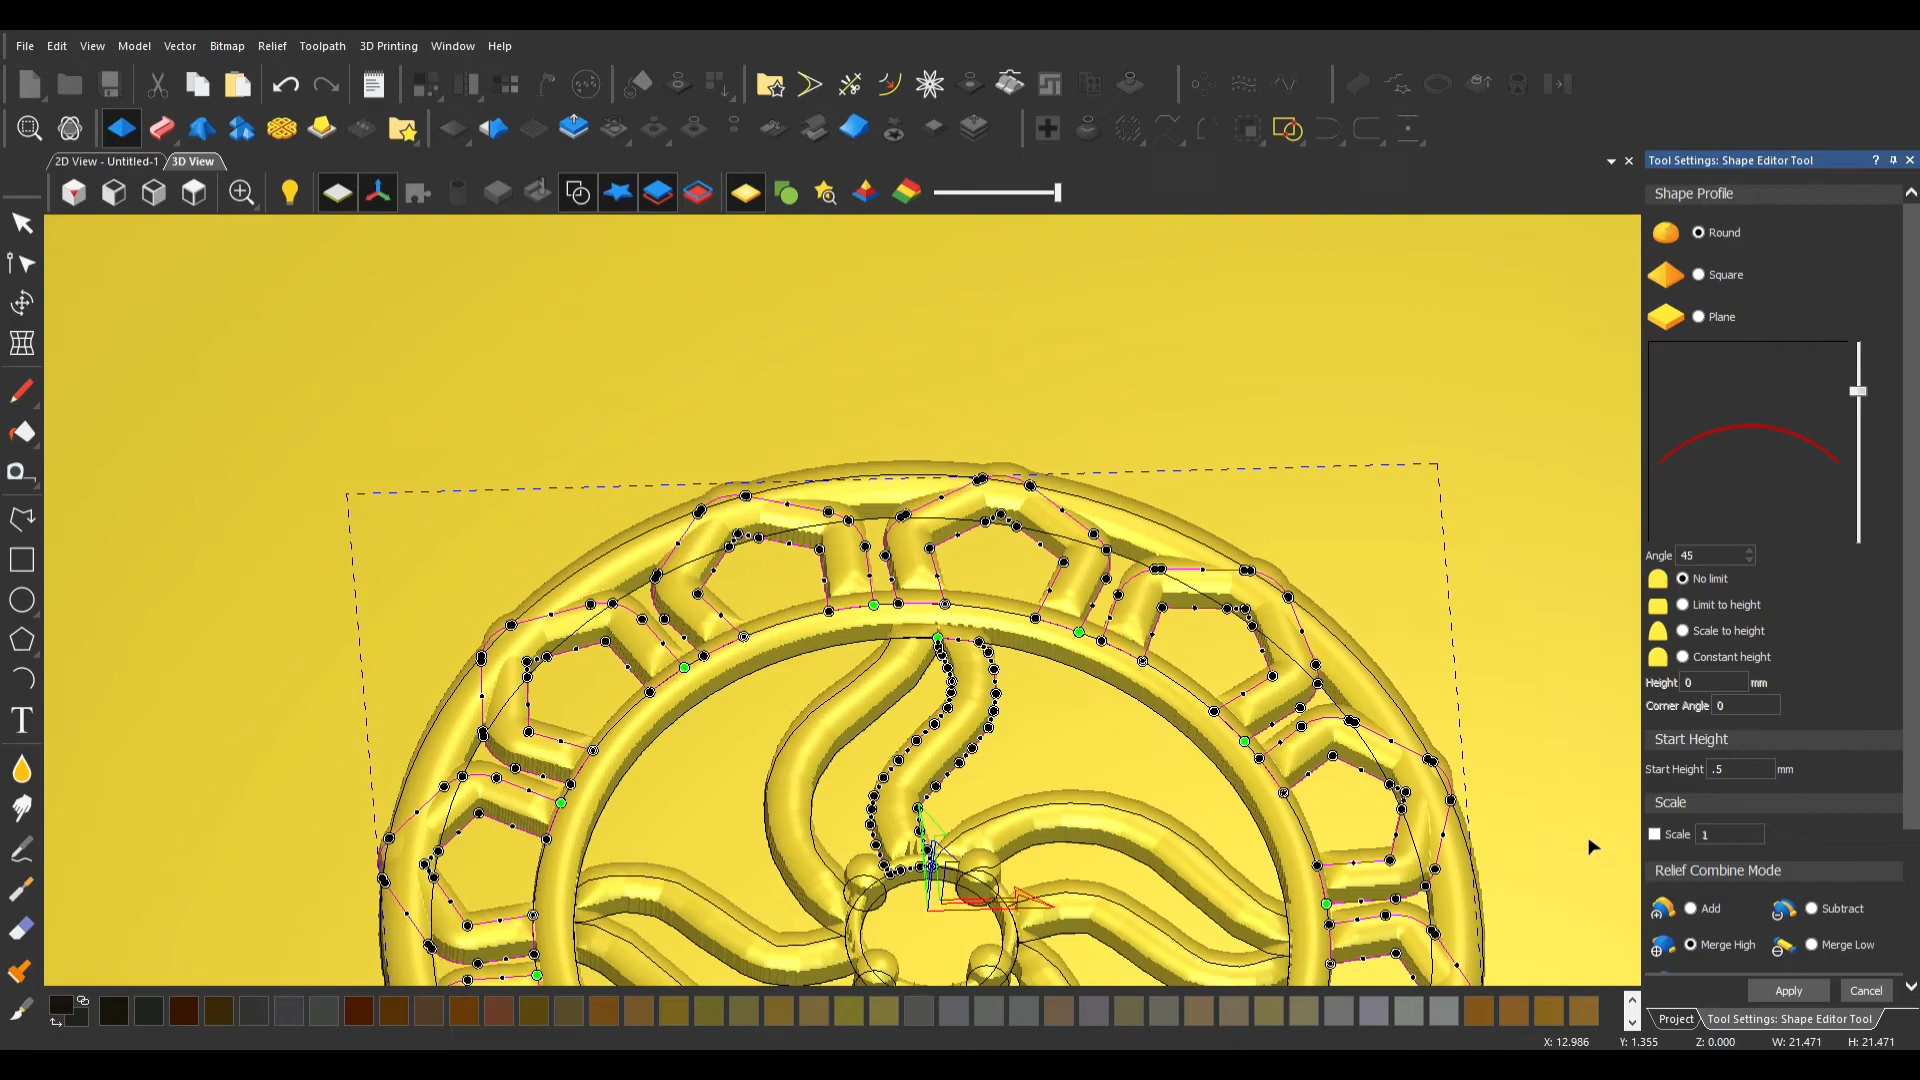 File Edit View Model Vector Bitmap Relief Toolpath 3D Printing Window Help
2D View - Untitled-1 3D View
Tool Settings: Shape Editor Tool
Shape Profile
Round
Square
Plane
Angle 45
No limit
Limit to height
Scale to height
Constant height
Height 0 mm
Corner Angle 0
Start Height
Start Height .5 mm
Scale
Scale 1
Relief Combine Mode
Add Subtract
Merge High Merge Low
Apply Cancel
Project Tool Settings: Shape Editor Tool
X: 12.986 Y: 1.355 Z: 0.000 W: 21.471 H: 21.471